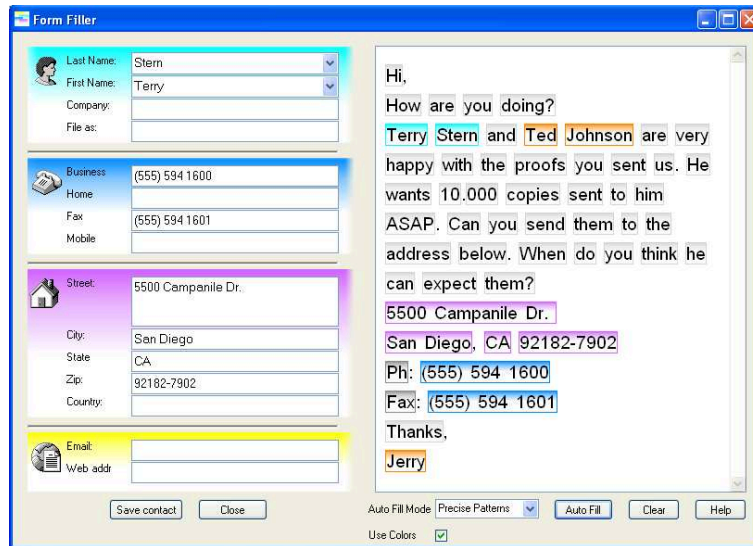 Form Filler
Last Name: Stern
First Name: Terry
Company:
File as:
Business (555) 594 1600
Home
Fax (555) 594 1601
Mobile
Street: 5500 Campanile Dr.
City: San Diego
State CA
Zip: 92182-7902
Country:
Email:
Web addr
Save contact Close
Hi,
How are you doing?
Terry Stern and Ted Johnson are very
happy with the proofs you sent us. He
wants 10.000 copies sent to him
ASAP. Can you send them to the
address below. When do you think he
can expect them?
5500 Campanile Dr.
San Diego, CA 92182-7902
Ph: (555) 594 1600
Fax: (555) 594 1601
Thanks,
Jerry
Auto Fill Mode Precise Patterns Auto Fill Clear Help
Use Colors